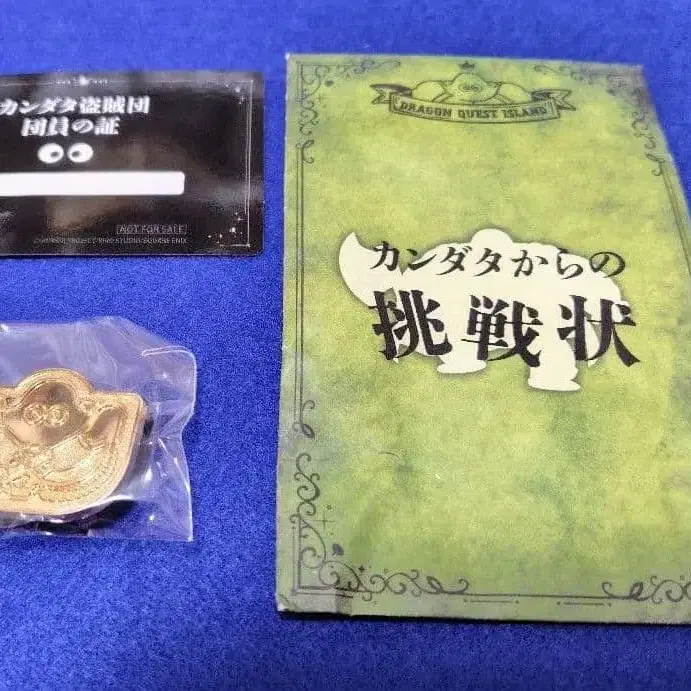 カンダタ盗賊団
団員の証
NOT FOR SALE
DRAGON QUEST ISLAND
カンダタからの
挑戦状